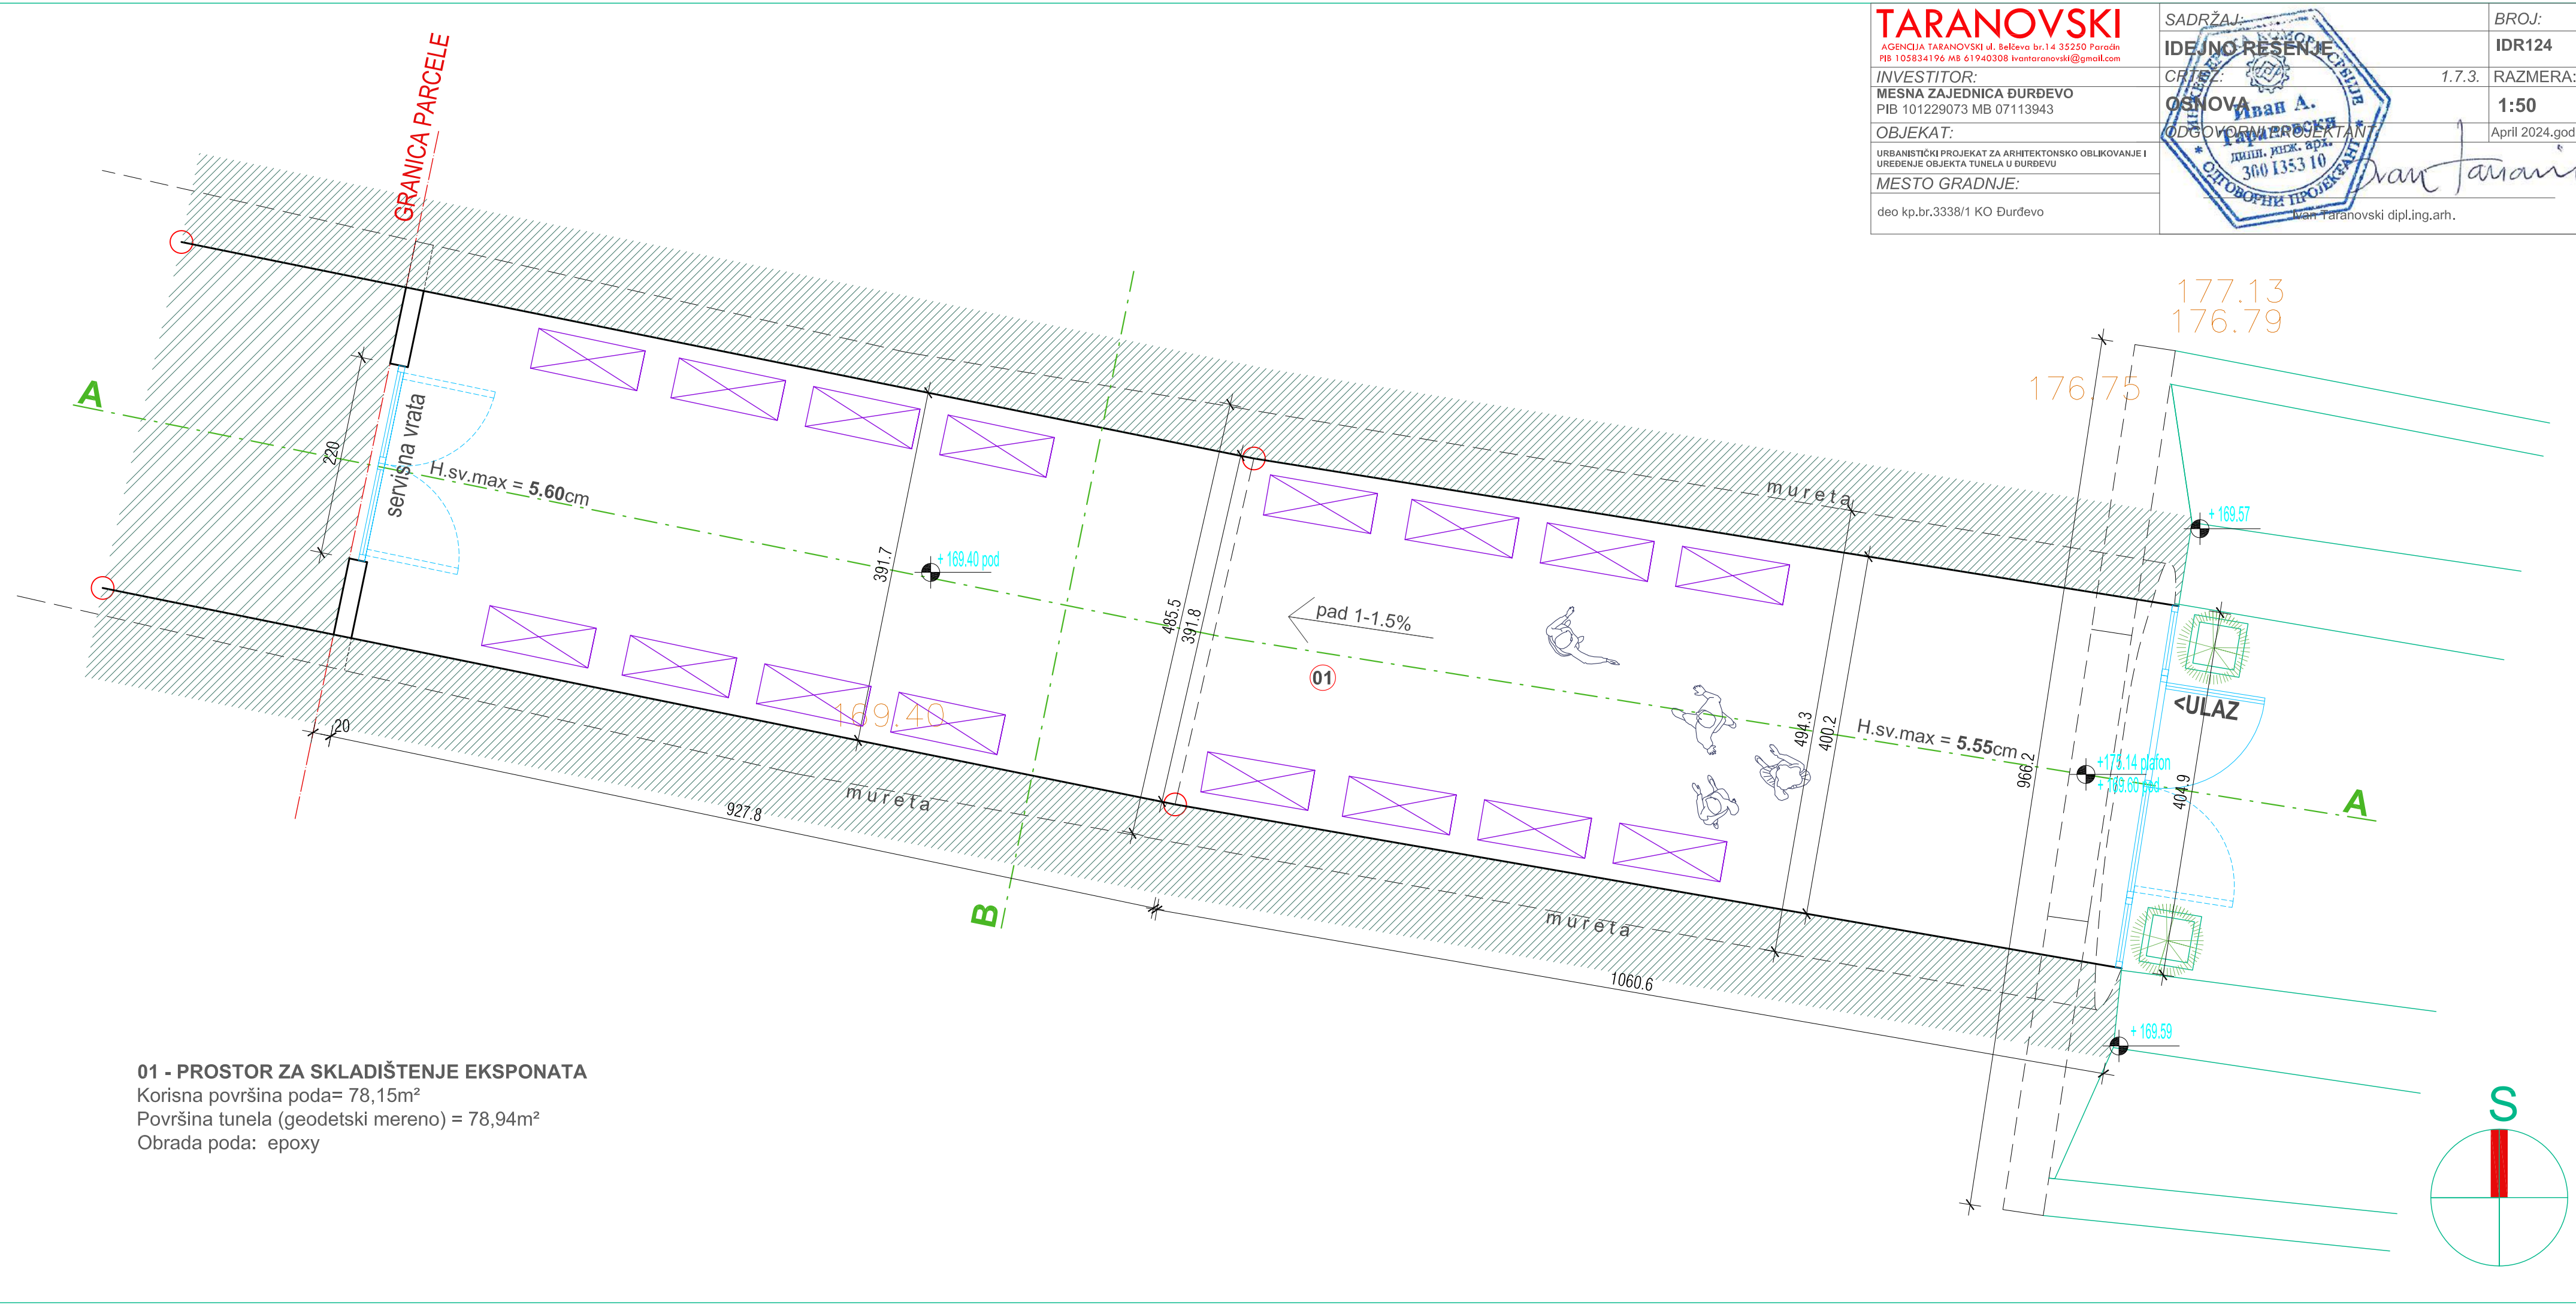 TARANOVSKI
AGENCIJA TARANOVSKI ul. Beličeva br.14 35250 Paraćin
PIB 105834196 MB 61940308 ivantaranovski@gmail.com
INVESTITOR:
MESNA ZAJEDNICA ĐURĐEVO
PIB 101229073 MB 07113943
OBJEKAT:
URBANISTIČKI PROJEKAT ZA ARHITEKTONSKO OBLIKOVANJE I
UREĐENJE OBJEKTA TUNELA U ĐURĐEVU
MESTO GRADNJE:
deo kp.br.3338/1 KO Đurđevo
SADRŽAJ:
IDEJNO REŠENJE
CRTEŽ: 1.7.3.
OSNOVA
ODGOVORNI PROJEKTANT
Ivan Taranovski dipl.ing.arh.
BROJ:
IDR124
RAZMERA:
1:50
April 2024.god
ИНЖЕЊЕРСКА КОМОРА СРБИЈЕ
Иван А.
Тарановски
дипл. инж. арх.
300 1353 10
ОДГОВОРНИ ПРОЈЕКТАНТ
GRANICA PARCELE
177.13
176.79
176.75
A
220
servisna vrata
H.sv.max = 5.60cm
391.7
+ 169.40 pod
485.5
391.8
pad 1-1.5%
01
mureta
+ 169.57
<ULAZ
494.3
400.2
H.sv.max = 5.55cm
966.2
+175.14 plafon
+ 169.60 pod
404.9
A
169.40
20
927.8
mureta
B
mureta
1060.6
+ 169.59
01 - PROSTOR ZA SKLADIŠTENJE EKSPONATA
Korisna površina poda= 78,15m²
Površina tunela (geodetski mereno) = 78,94m²
Obrada poda: epoxy
S